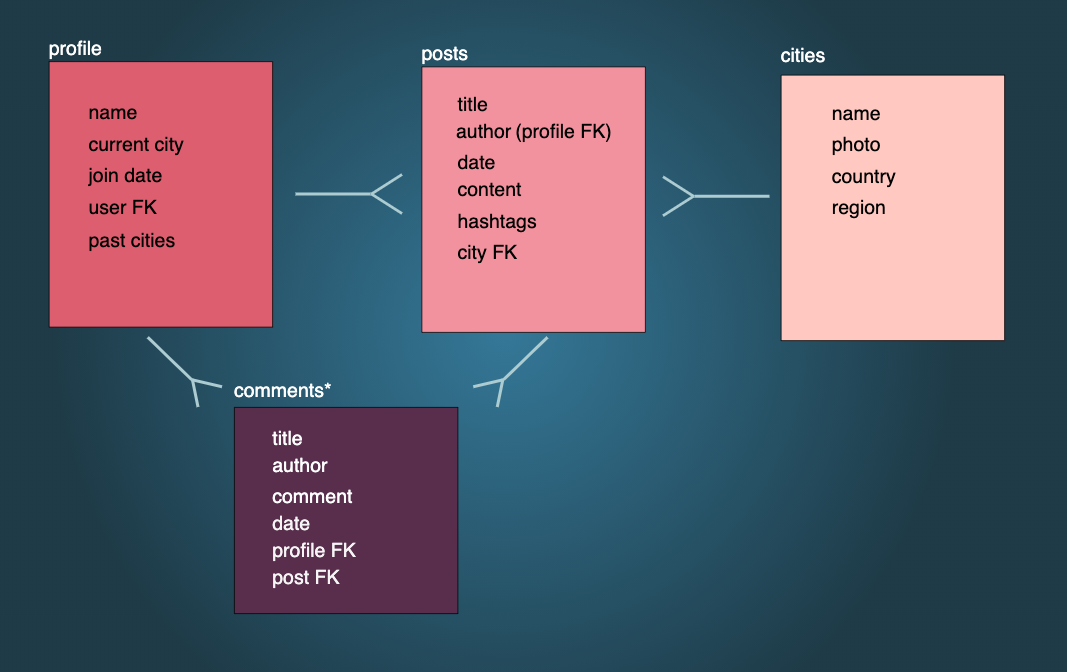 profile
name
current city
join date
user FK
past cities
posts
title
author (profile FK)
date
content
hashtags
city FK
cities
name
photo
country
region
comments*
title
author
comment
date
profile FK
post FK